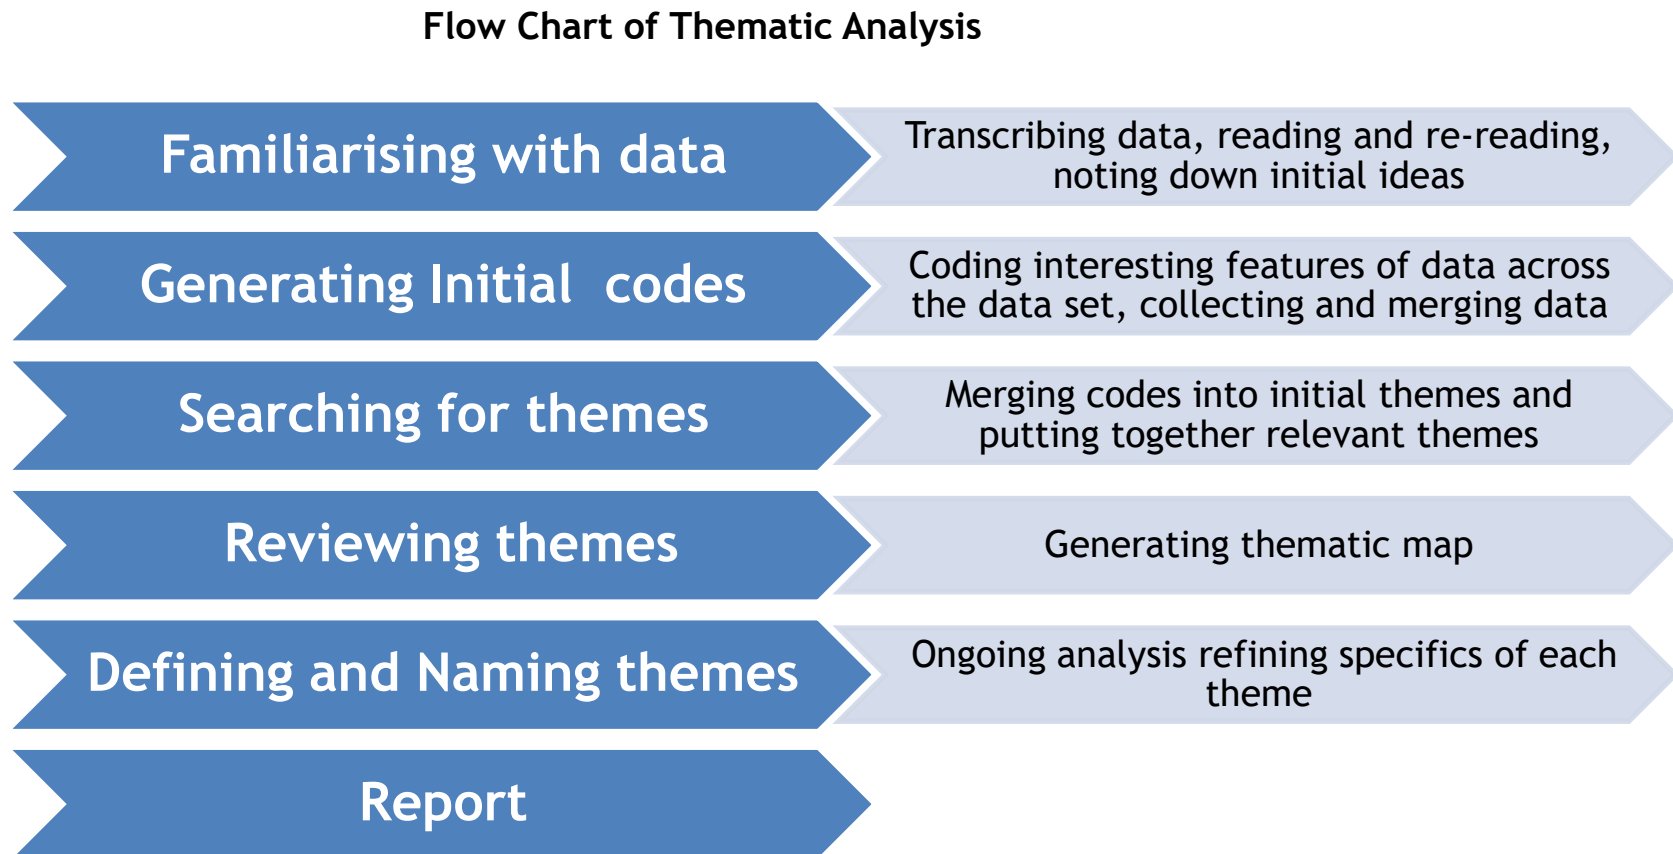 Flow Chart of Thematic Analysis
Familiarising with data
Transcribing data, reading and re-reading,
noting down initial ideas
Generating Initial  codes
Coding interesting features of data across
the data set, collecting and merging data
Searching for themes
Merging codes into initial themes and
putting together relevant themes
Reviewing themes
Generating thematic map
Defining and Naming themes
Ongoing analysis refining specifics of each
theme
Report